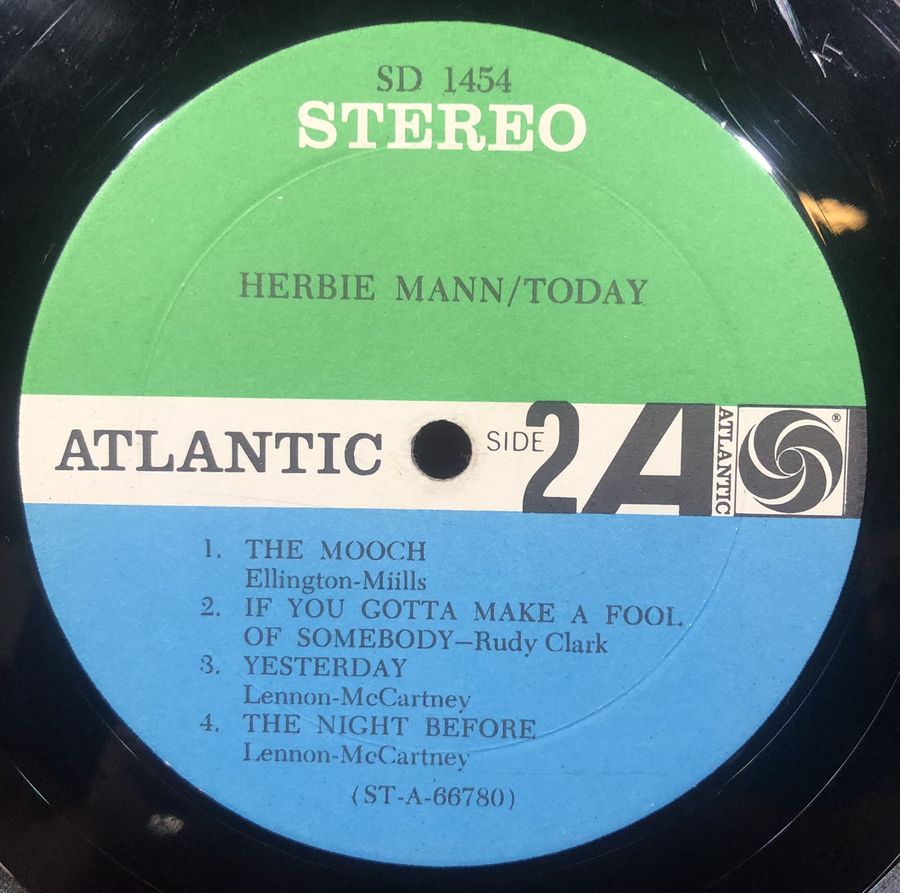 SD 1454
STEREO
HERBIE MANN/TODAY
ATLANTIC SIDE 2 A ATLANTIC ®
1. THE MOOCH
Ellington-Miills
2. IF YOU GOTTA MAKE A FOOL
OF SOMEBODY—Rudy Clark
3. YESTERDAY
Lennon-McCartney
4. THE NIGHT BEFORE
Lennon-McCartney
(ST-A-66780)